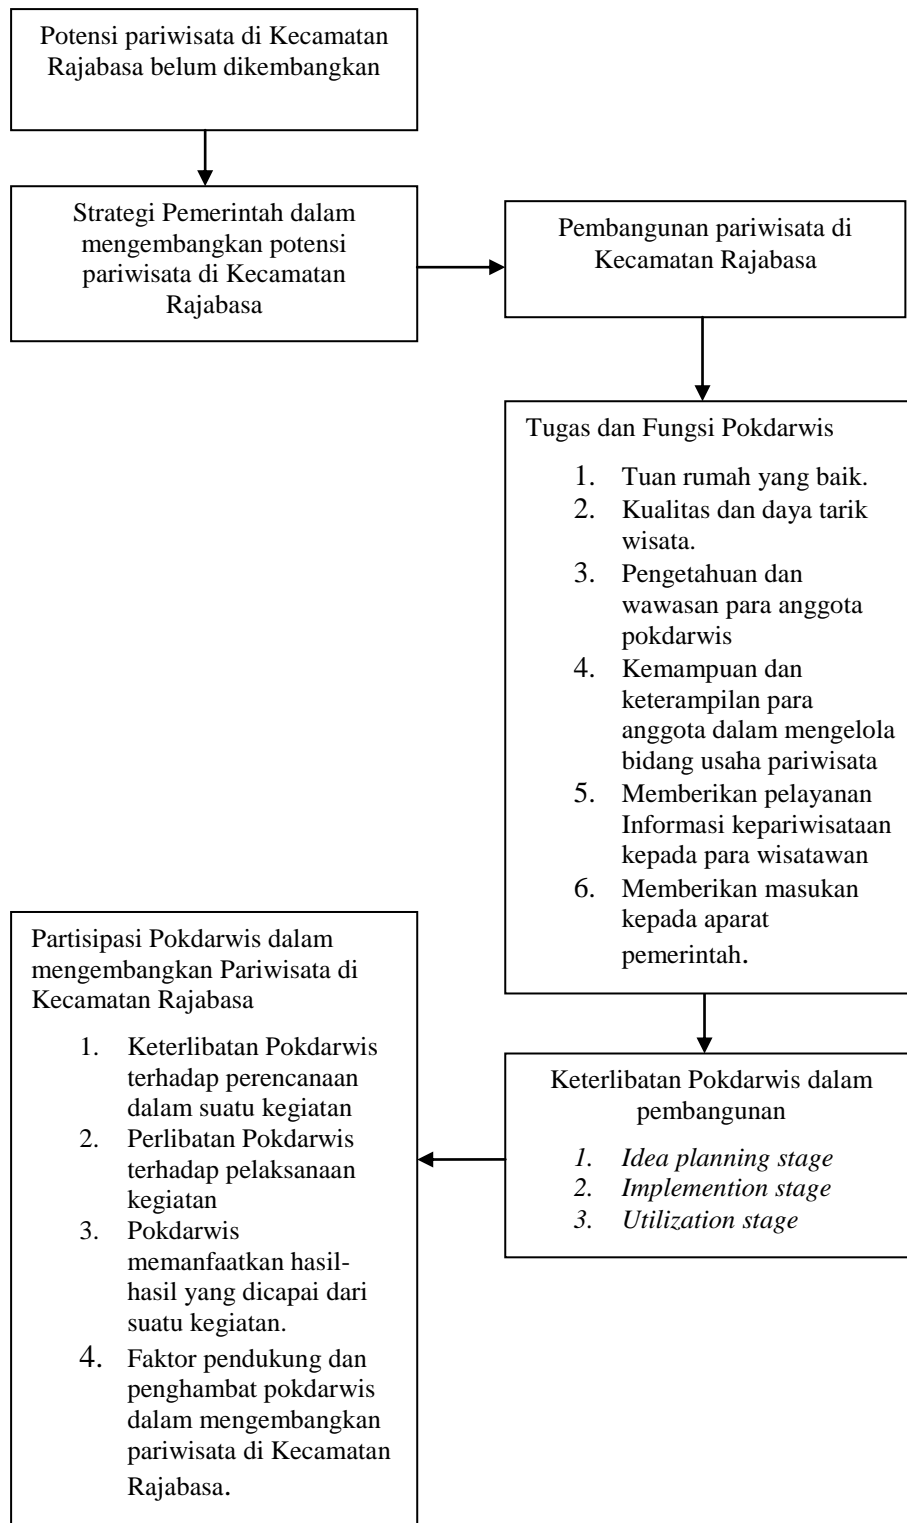 Potensi pariwisata di Kecamatan
Rajabasa belum dikembangkan
Strategi Pemerintah dalam
mengembangkan potensi
pariwisata di Kecamatan
Rajabasa
Pembangunan pariwisata di
Kecamatan Rajabasa
Tugas dan Fungsi Pokdarwis
1. Tuan rumah yang baik.
2. Kualitas dan daya tarik
wisata.
3. Pengetahuan dan
wawasan para anggota
pokdarwis
4. Kemampuan dan
keterampilan para
anggota dalam mengelola
bidang usaha pariwisata
5. Memberikan pelayanan
Informasi kepariwisataan
kepada para wisatawan
6. Memberikan masukan
kepada aparat
pemerintah.
Keterlibatan Pokdarwis dalam
pembangunan
1. Idea planning stage
2. Implemention stage
3. Utilization stage
Partisipasi Pokdarwis dalam
mengembangkan Pariwisata di
Kecamatan Rajabasa
1. Keterlibatan Pokdarwis
terhadap perencanaan
dalam suatu kegiatan
2. Perlibatan Pokdarwis
terhadap pelaksanaan
kegiatan
3. Pokdarwis
memanfaatkan hasil-
hasil yang dicapai dari
suatu kegiatan.
4. Faktor pendukung dan
penghambat pokdarwis
dalam mengembangkan
pariwisata di Kecamatan
Rajabasa.